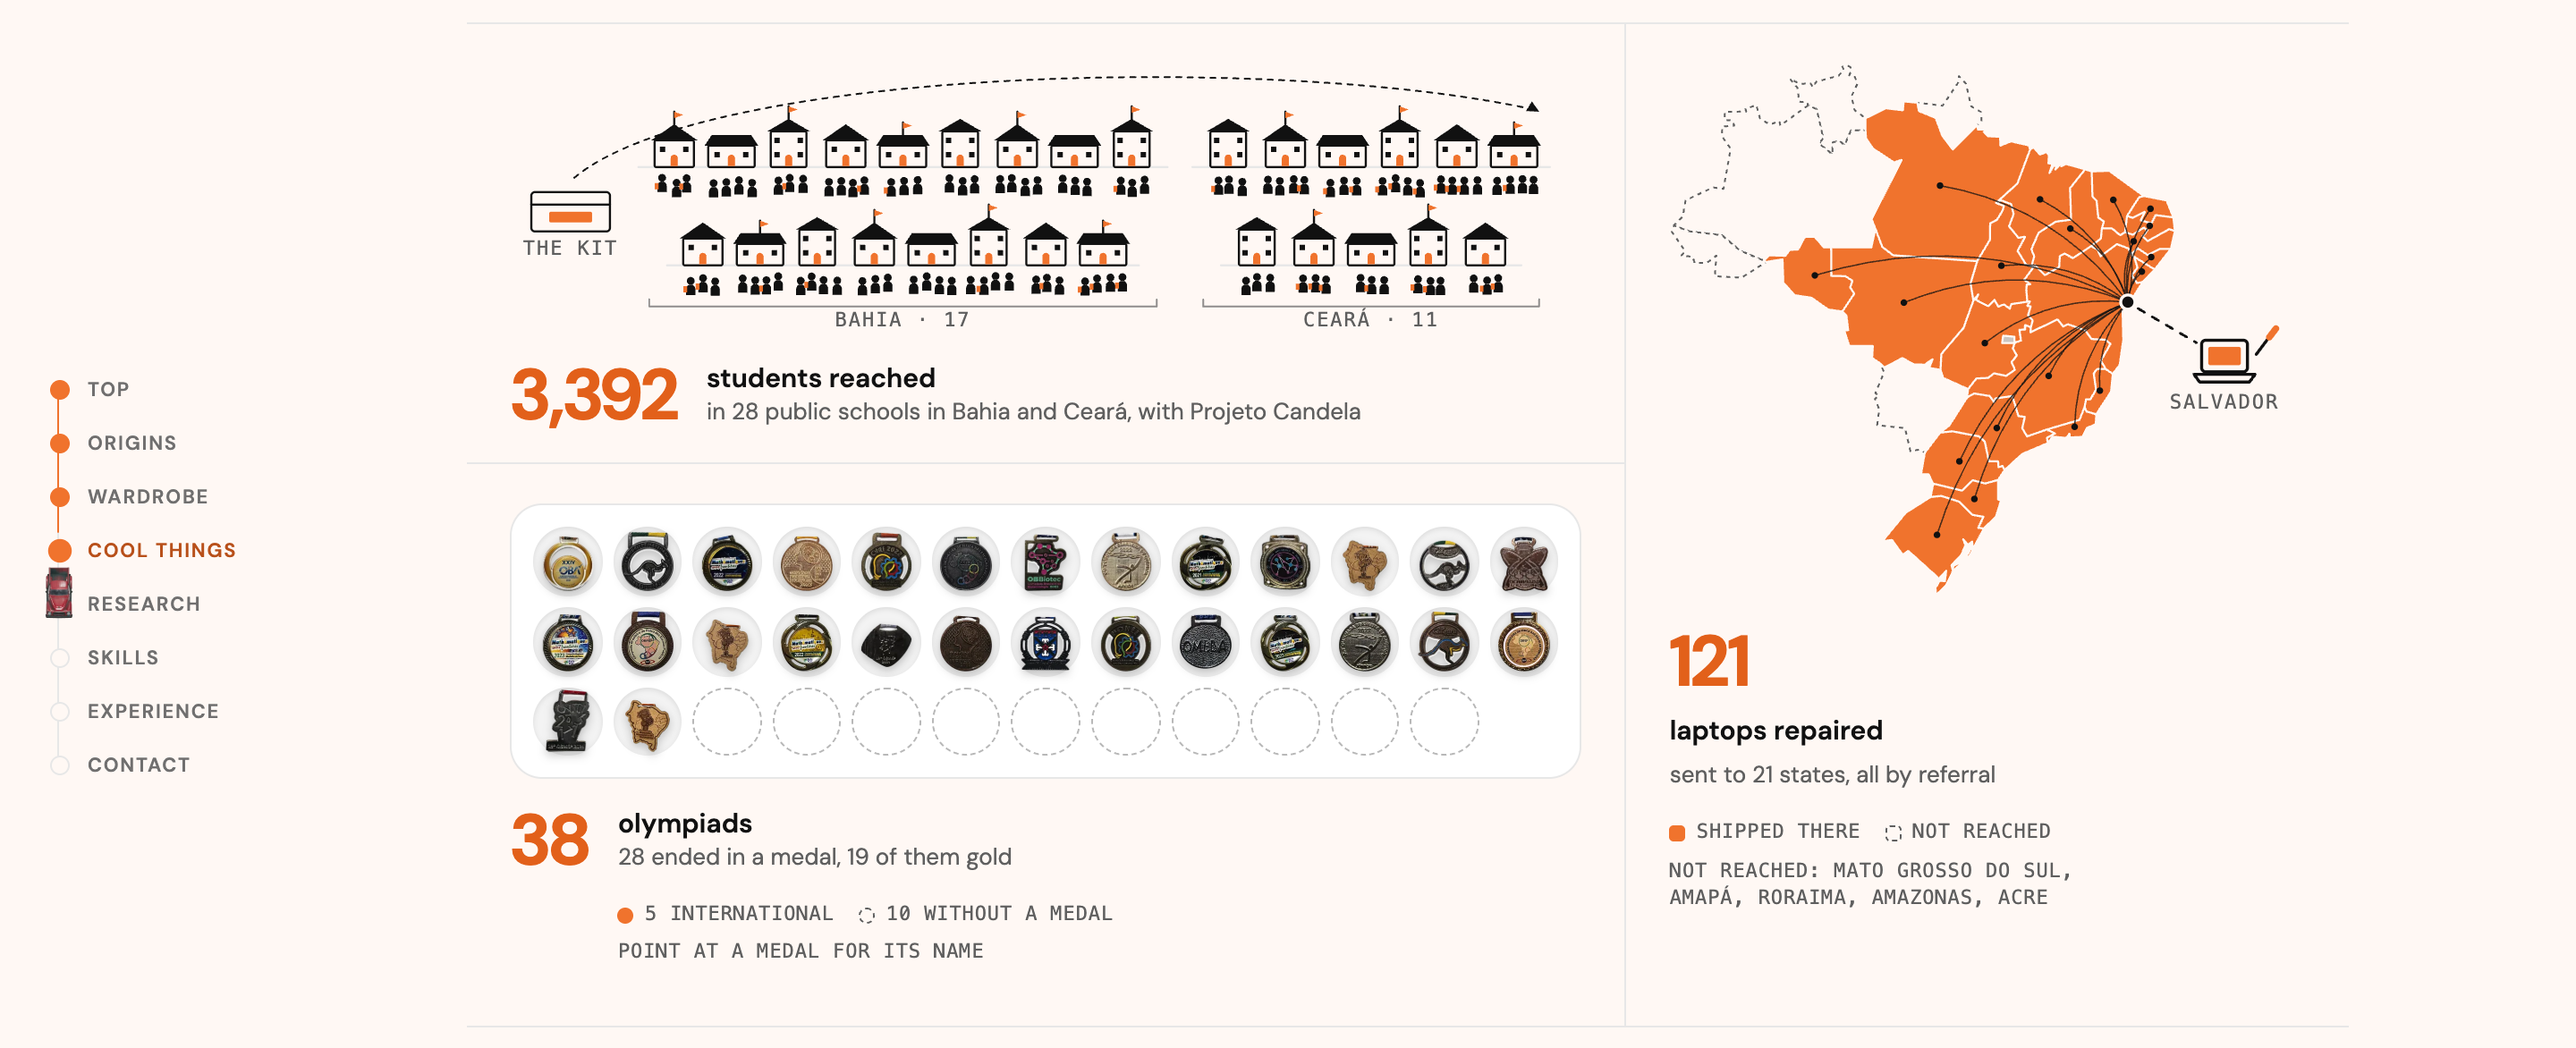 TOP
ORIGINS
WARDROBE
COOL THINGS
RESEARCH
SKILLS
EXPERIENCE
CONTACT
THE KIT
BAHIA · 17
CEARÁ · 11
3,392
students reached
in 28 public schools in Bahia and Ceará, with Projeto Candela
38
olympiads
28 ended in a medal, 19 of them gold
5 INTERNATIONAL
10 WITHOUT A MEDAL
POINT AT A MEDAL FOR ITS NAME
SALVADOR
121
laptops repaired
sent to 21 states, all by referral
SHIPPED THERE
NOT REACHED
NOT REACHED: MATO GROSSO DO SUL,
AMAPÁ, RORAIMA, AMAZONAS, ACRE